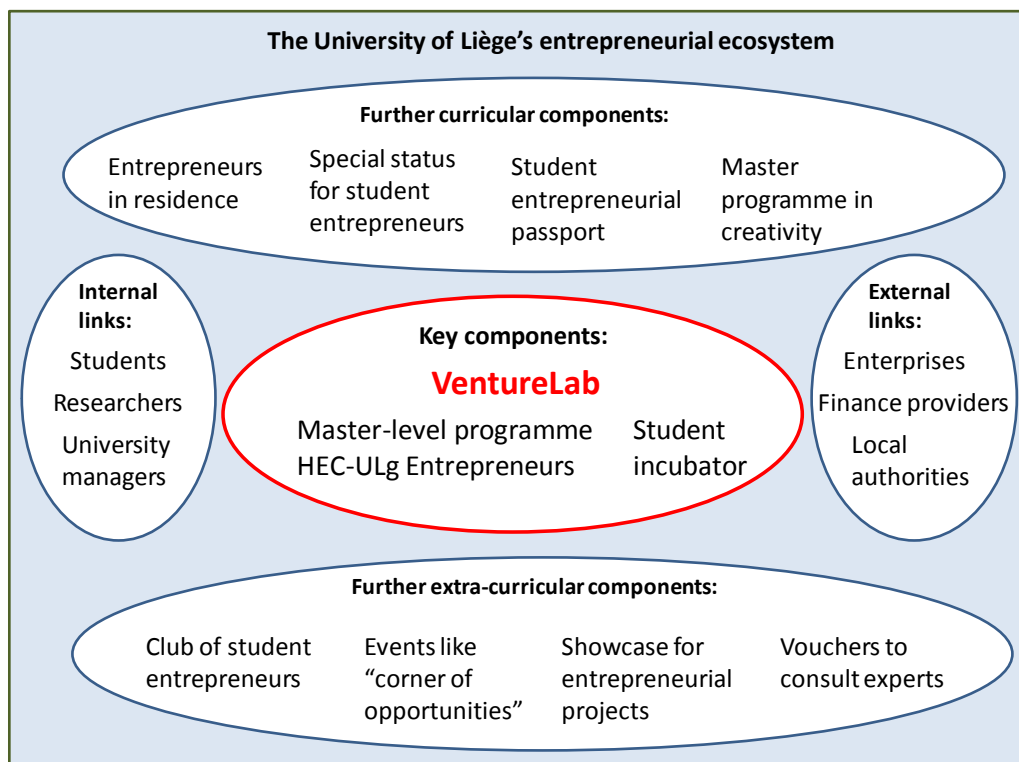 The University of Liège's entrepreneurial ecosystem
Further curricular components:
Entrepreneurs
in residence
Special status
for student
entrepreneurs
Student
entrepreneurial
passport
Master
programme in
creativity
Internal
links:
Students
Researchers
University
managers
Key components:
VentureLab
Master-level programme
HEC-ULg Entrepreneurs
Student
incubator
External
links:
Enterprises
Finance providers
Local
authorities
Further extra-curricular components:
Club of student
entrepreneurs
Events like
“corner of
opportunities”
Showcase for
entrepreneurial
projects
Vouchers to
consult experts